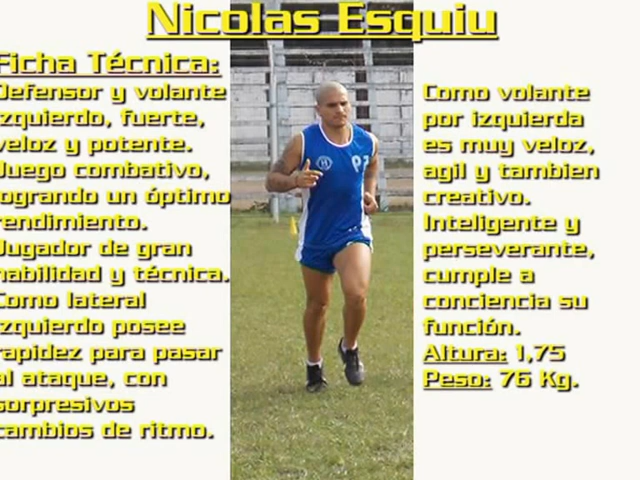 Nicolas Esquiu
Ficha Técnica:
Defensor y volante
izquierdo, fuerte,
veloz y potente.
Juego combativo,
logrando un óptimo
rendimiento.
Jugador de gran
habilidad y técnica.
Como lateral
izquierdo posee
rapidez para pasar
al ataque, con
sorpresivos
cambios de ritmo.
Como volante
por izquierda
es muy veloz,
agil y tambien
creativo.
Inteligente y
perseverante,
cumple a
conciencia su
función.
Altura: 1,75
Peso: 76 Kg.